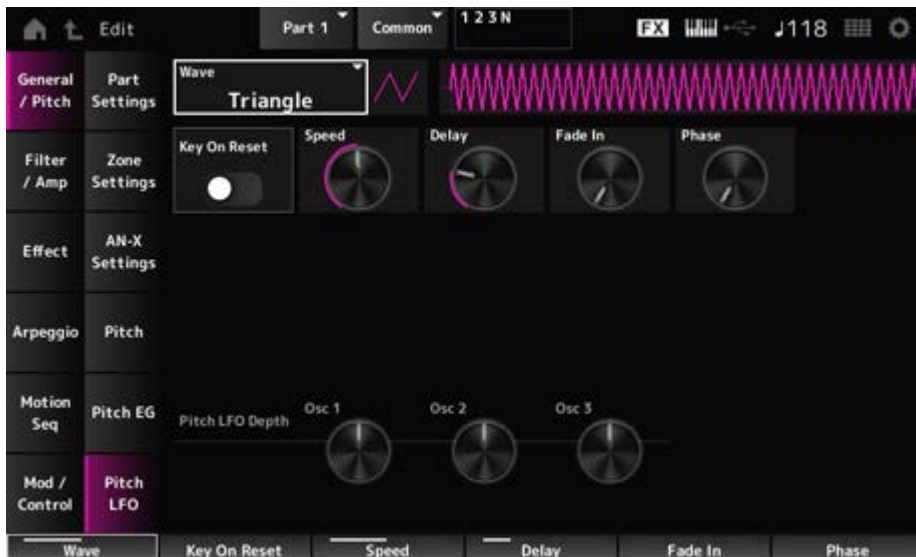 Edit
Part 1
Common
1 2 3 N
FX
♩118
General / Pitch
Filter / Amp
Effect
Arpeggio
Motion Seq
Mod / Control
Part Settings
Zone Settings
AN-X Settings
Pitch
Pitch EG
Pitch LFO
Wave
Triangle
Key On Reset
Speed
Delay
Fade In
Phase
Pitch LFO Depth
Osc 1
Osc 2
Osc 3
Wave
Key On Reset
Speed
Delay
Fade In
Phase